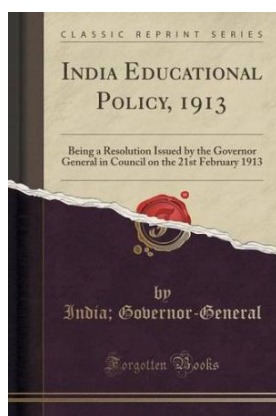 CLASSIC REPRINT SERIES
INDIA EDUCATIONAL
POLICY, 1913
Being a Resolution Issued by the Governor
General in Council on the 21st February 1913
by
India; Governor-General
Forgotten Books